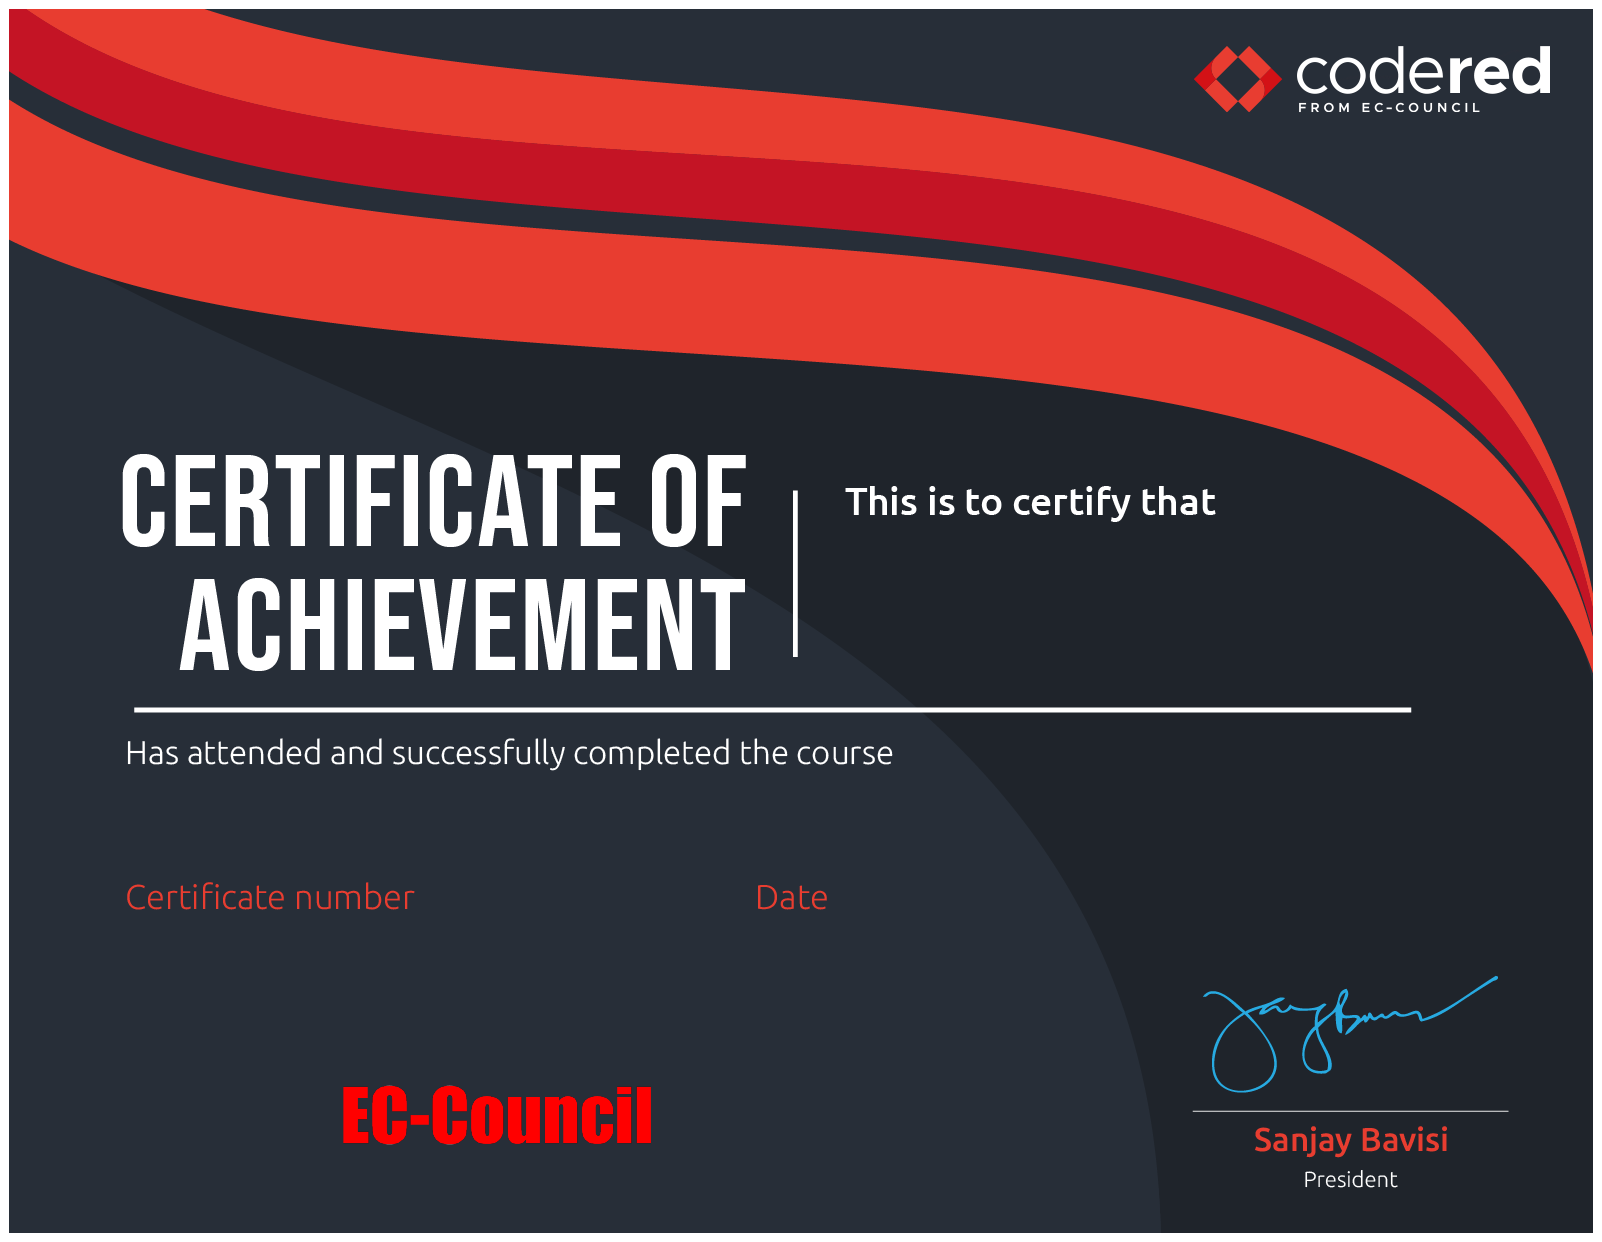 codered
FROM EC-COUNCIL
CERTIFICATE OF
ACHIEVEMENT
This is to certify that
Has attended and successfully completed the course
Certificate number
Date
EC-Council
Sanjay Bavisi
President